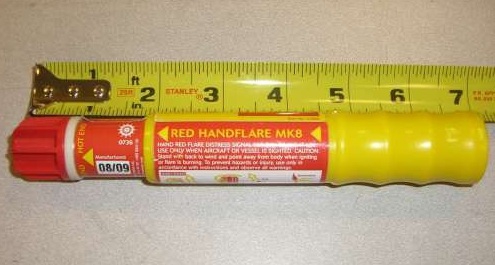 1 ft 2 25ft STANLEY® 3 4 5 6 7
0736
RED HANDFLARE MK8
HAND RED FLARE DISTRESS SIGNAL
USE ONLY WHEN AIRCRAFT OR VESSEL IS SIGHTED. CAUTION
Stand with back to wind and point away from body when igniting
or flare is burning. To prevent hazards or injury, use only in
accordance with instructions and observe all warnings.
HOT END
Manufactured
08/09